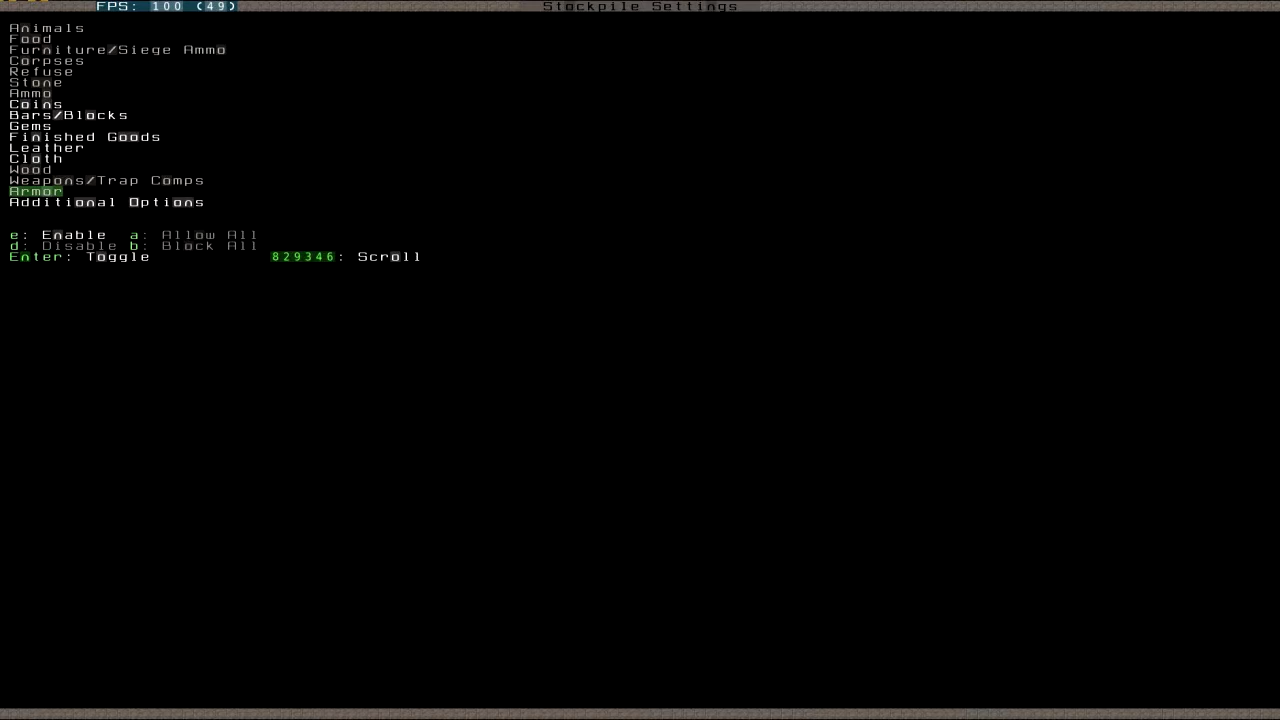 FPS: 100 (49) Stockpile Settings
Animals
Food
Furniture/Siege Ammo
Corpses
Refuse
Stone
Ammo
Coins
Bars/Blocks
Gems
Finished Goods
Leather
Cloth
Wood
Weapons/Trap Comps
Armor
Additional Options
e: Enable a: Allow All
d: Disable b: Block All
Enter: Toggle 829346: Scroll